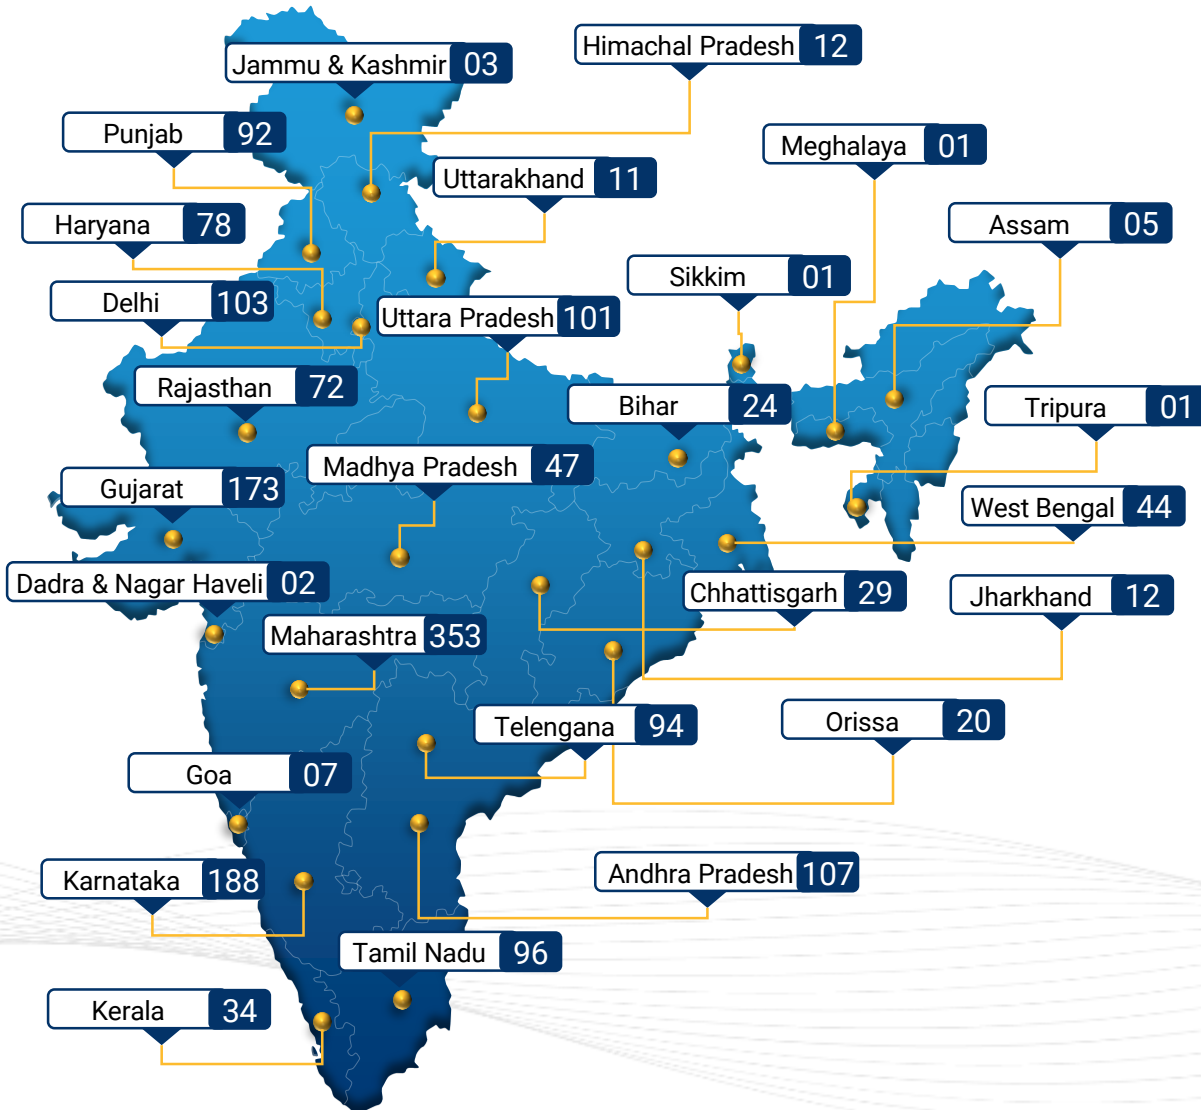 Himachal Pradesh 12
Jammu & Kashmir 03
Punjab 92
Meghalaya 01
Uttarakhand 11
Haryana 78
Assam 05
Sikkim 01
Delhi 103
Uttara Pradesh 101
Rajasthan 72
Bihar 24
Tripura 01
Madhya Pradesh 47
Gujarat 173
West Bengal 44
Dadra & Nagar Haveli 02
Chhattisgarh 29
Jharkhand 12
Maharashtra 353
Telengana 94
Orissa 20
Goa 07
Karnataka 188
Andhra Pradesh 107
Tamil Nadu 96
Kerala 34